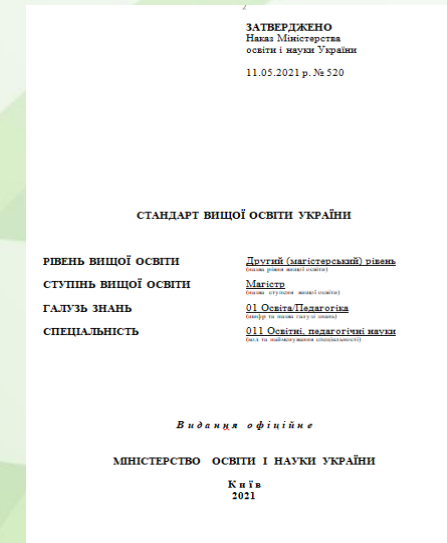 ЗАТВЕРДЖЕНО
Наказ Міністерства
освіти і науки України
11.05.2021 р. № 520
СТАНДАРТ ВИЩОЇ ОСВІТИ УКРАЇНИ
РІВЕНЬ ВИЩОЇ ОСВІТИ Другий (магістерський) рівень
(назва рівня вищої освіти)
СТУПІНЬ ВИЩОЇ ОСВІТИ Магістр
(назва ступеня вищої освіти)
ГАЛУЗЬ ЗНАНЬ 01 Освіта/Педагогіка
(шифр та назва галузі знань)
СПЕЦІАЛЬНІСТЬ 011 Освітні, педагогічні науки
(код та найменування спеціальності)
Видання офіційне
МІНІСТЕРСТВО ОСВІТИ І НАУКИ УКРАЇНИ
Київ
2021